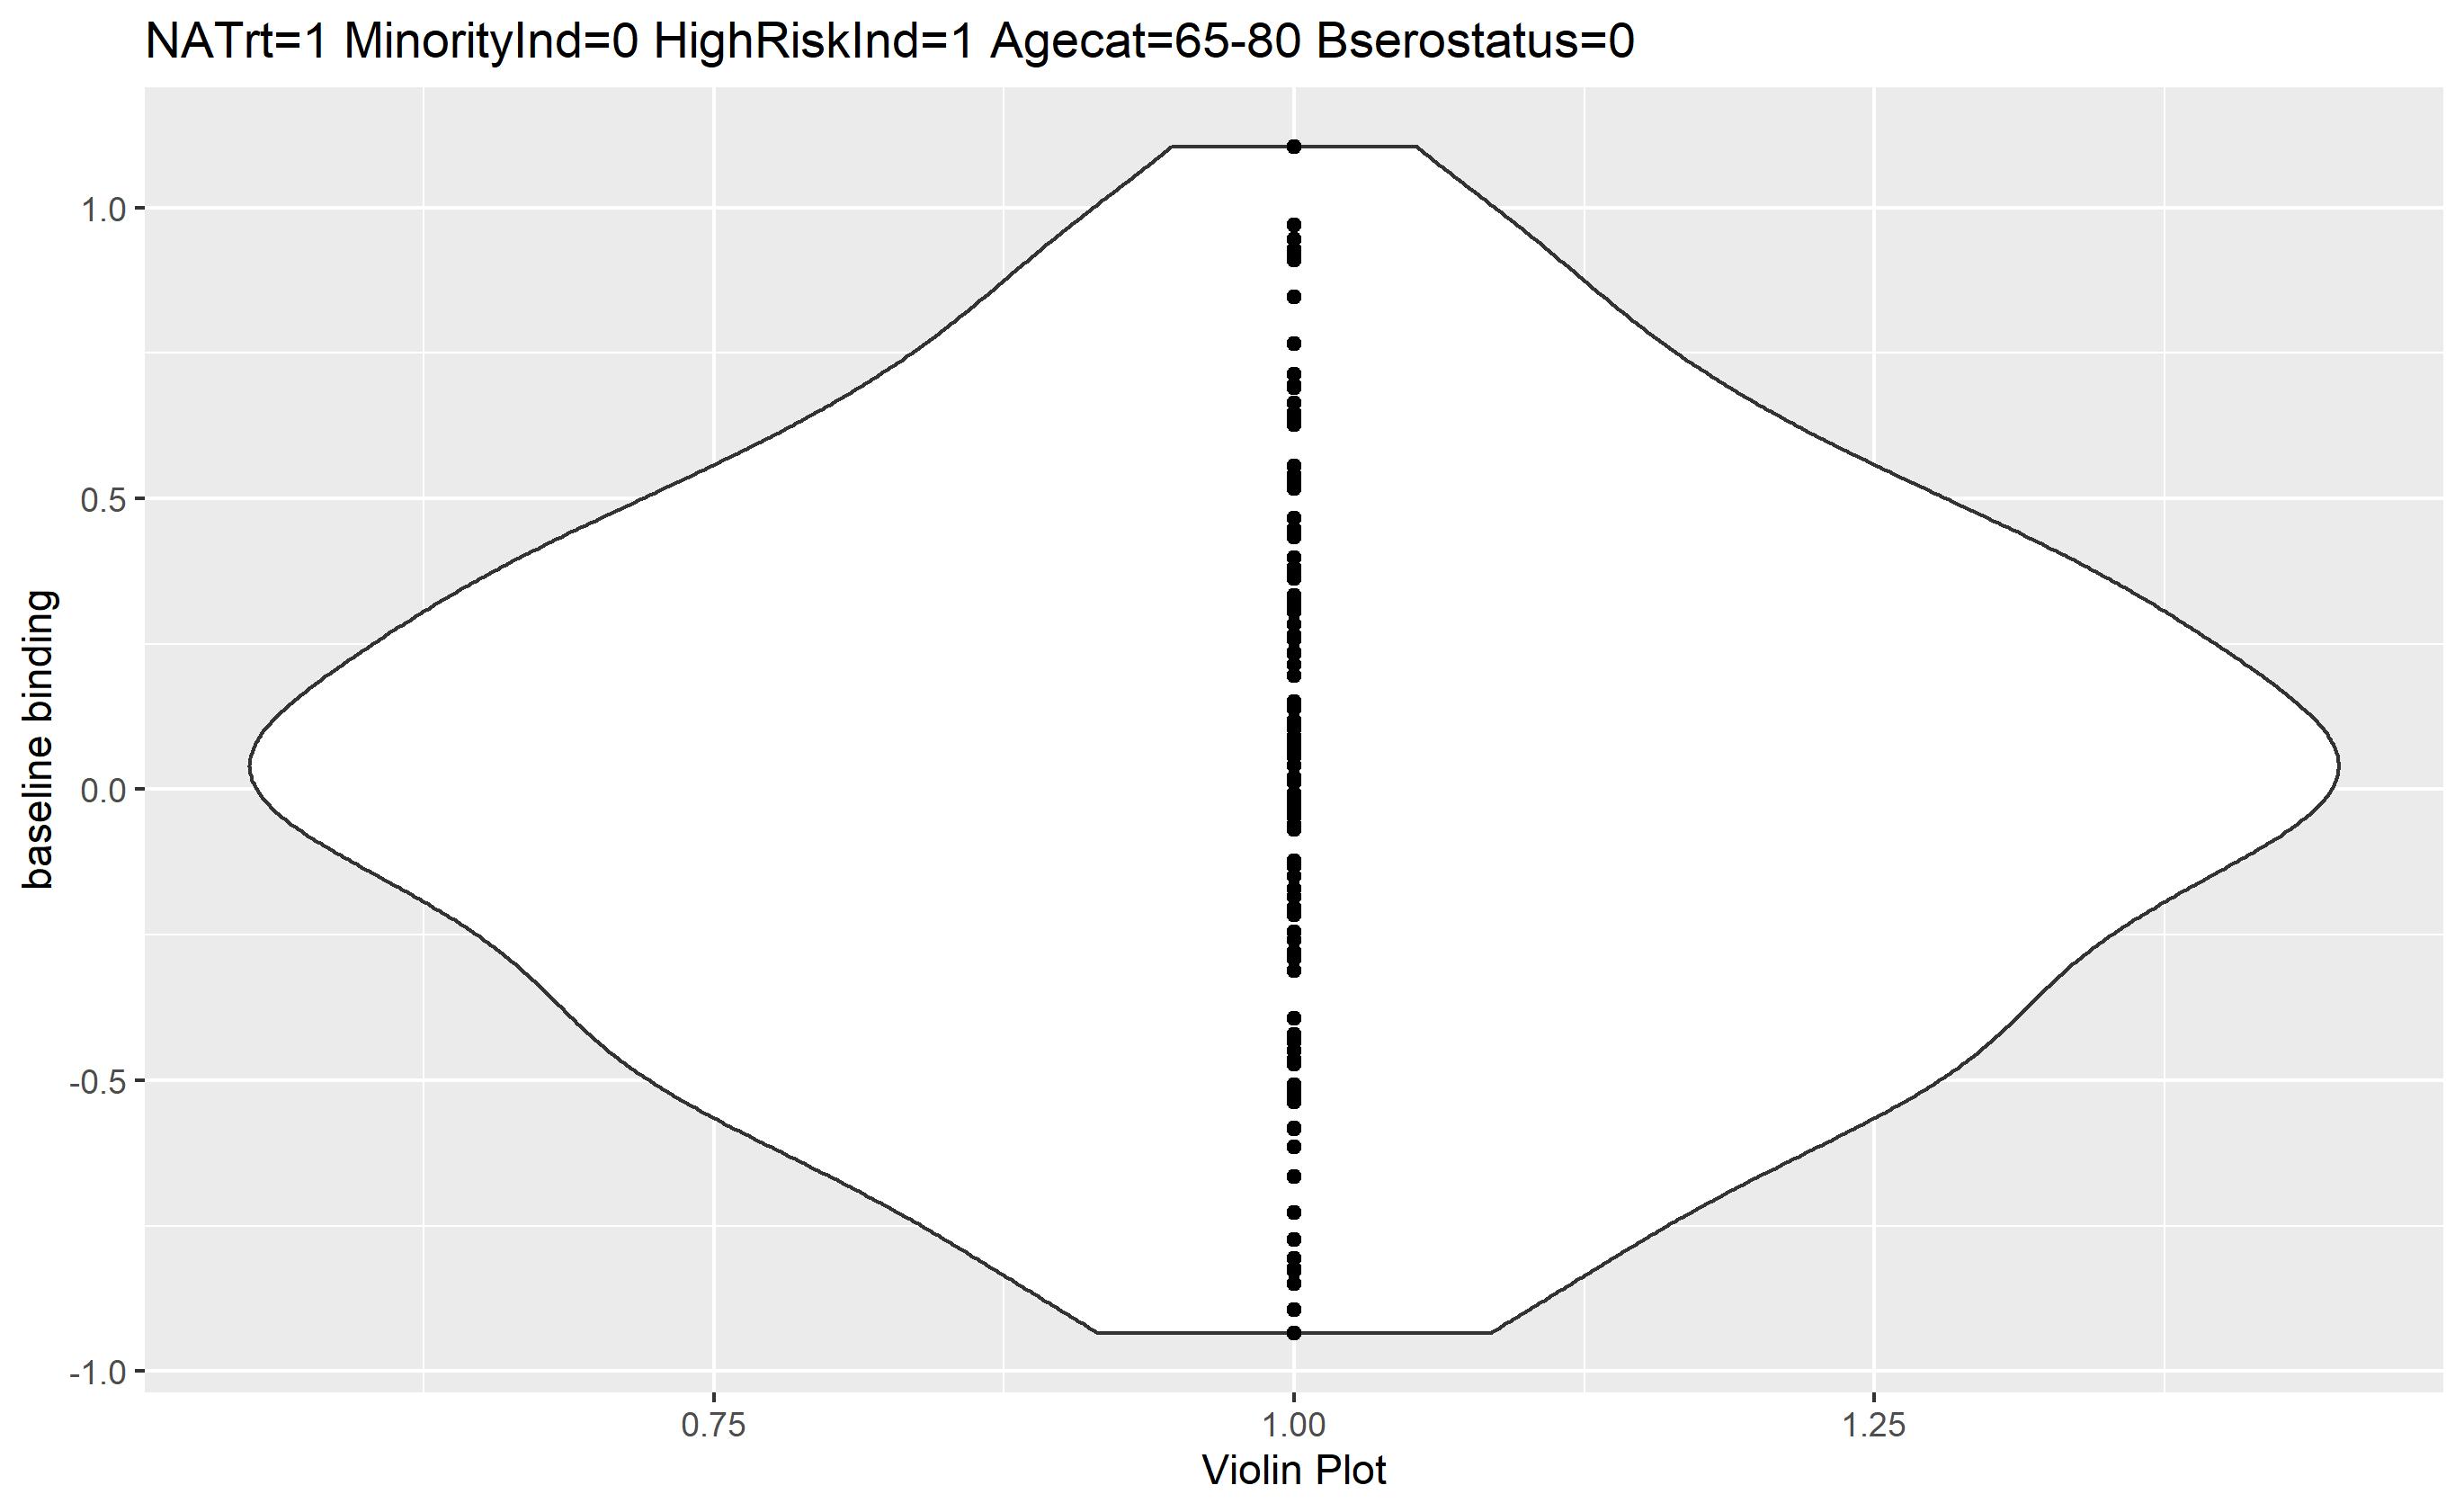 NATrt=1 MinorityInd=0 HighRiskInd=1 Agecat=65-80 Bserostatus=0
baseline binding
1.0
0.5
0.0
-0.5
-1.0
0.75 1.00 1.25
Violin Plot